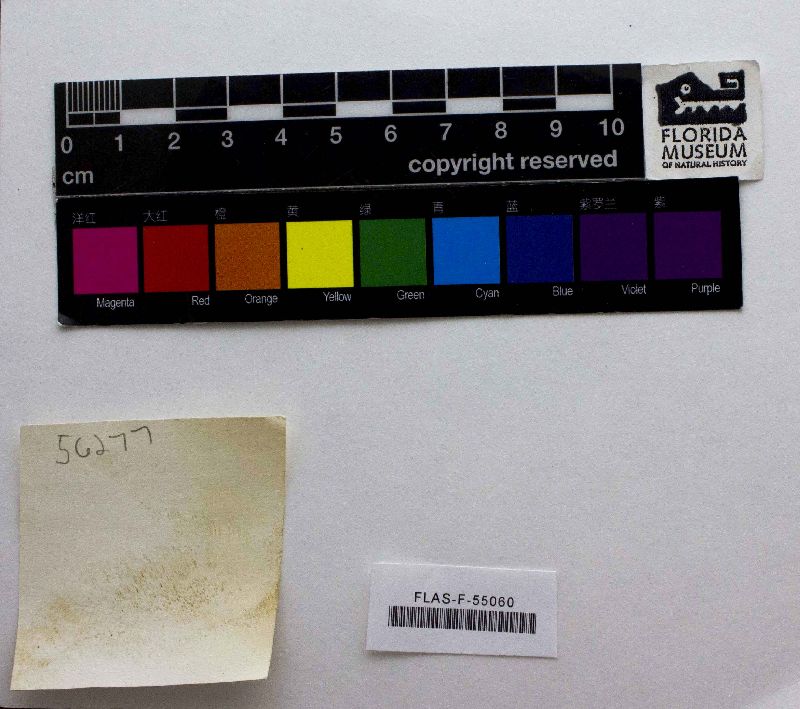 0 1 2 3 4 5 6 7 8 9 10
cm
copyright reserved
FLORIDA
MUSEUM
OF NATURAL HISTORY
洋红 大红 橙 黄 绿 青 蓝 紫罗兰 紫
Magenta Red Orange Yellow Green Cyan Blue Violet Purple
56277
FLAS-F-55060